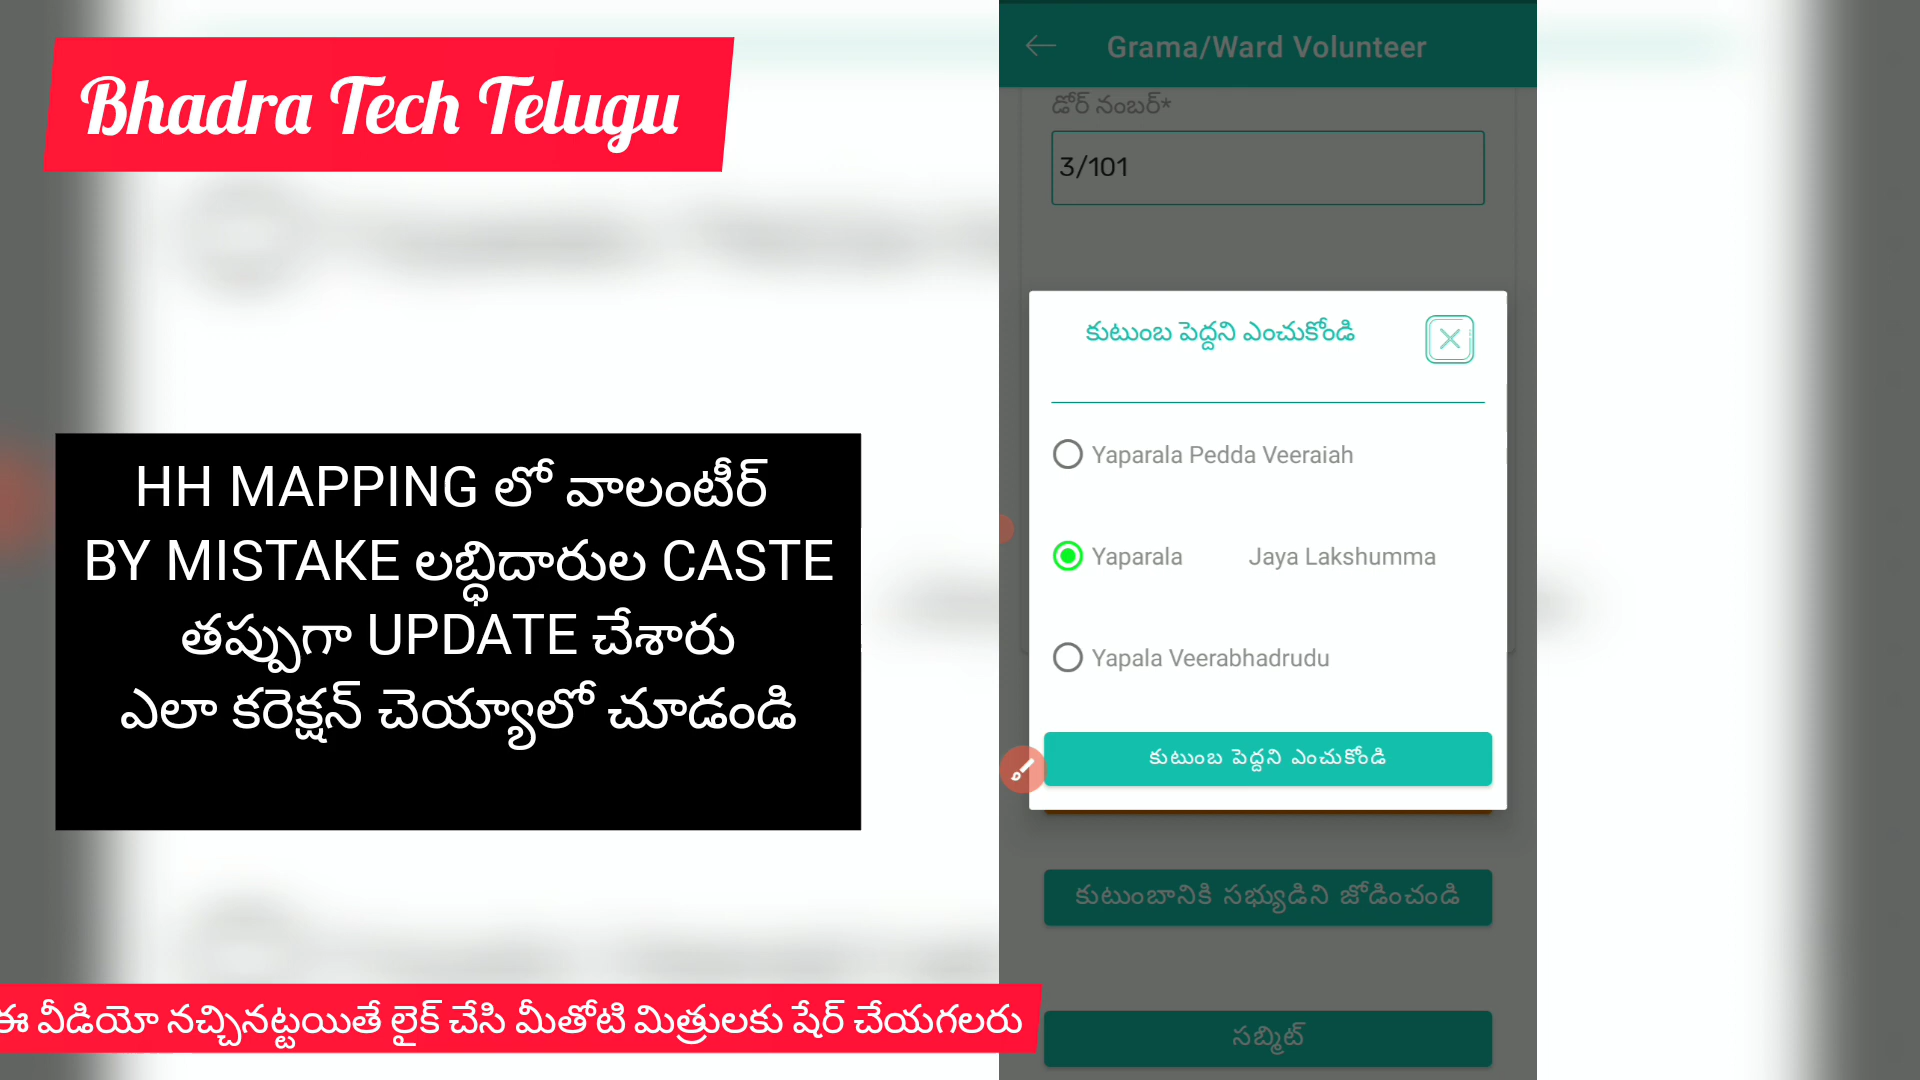 Bhadra Tech Telugu
HH MAPPING లో వాలంటీర్
BY MISTAKE లబ్ధిదారుల CASTE
తప్పుగా UPDATE చేశారు
ఎలా కరెక్షన్ చెయ్యాలో చూడండి
ఈ వీడియో నచ్చినట్టయితే లైక్ చేసి మీతోటి మిత్రులకు షేర్ చేయగలరు
Grama/Ward Volunteer
డోర్ నంబర్*
3/101
కుటుంబ పెద్దని ఎంచుకోండి
Yaparala Pedda Veeraiah
Yaparala Jaya Lakshumma
Yapala Veerabhadrudu
కుటుంబ పెద్దని ఎంచుకోండి
కుటుంబానికి సభ్యుడిని జోడించండి
సబ్మిట్